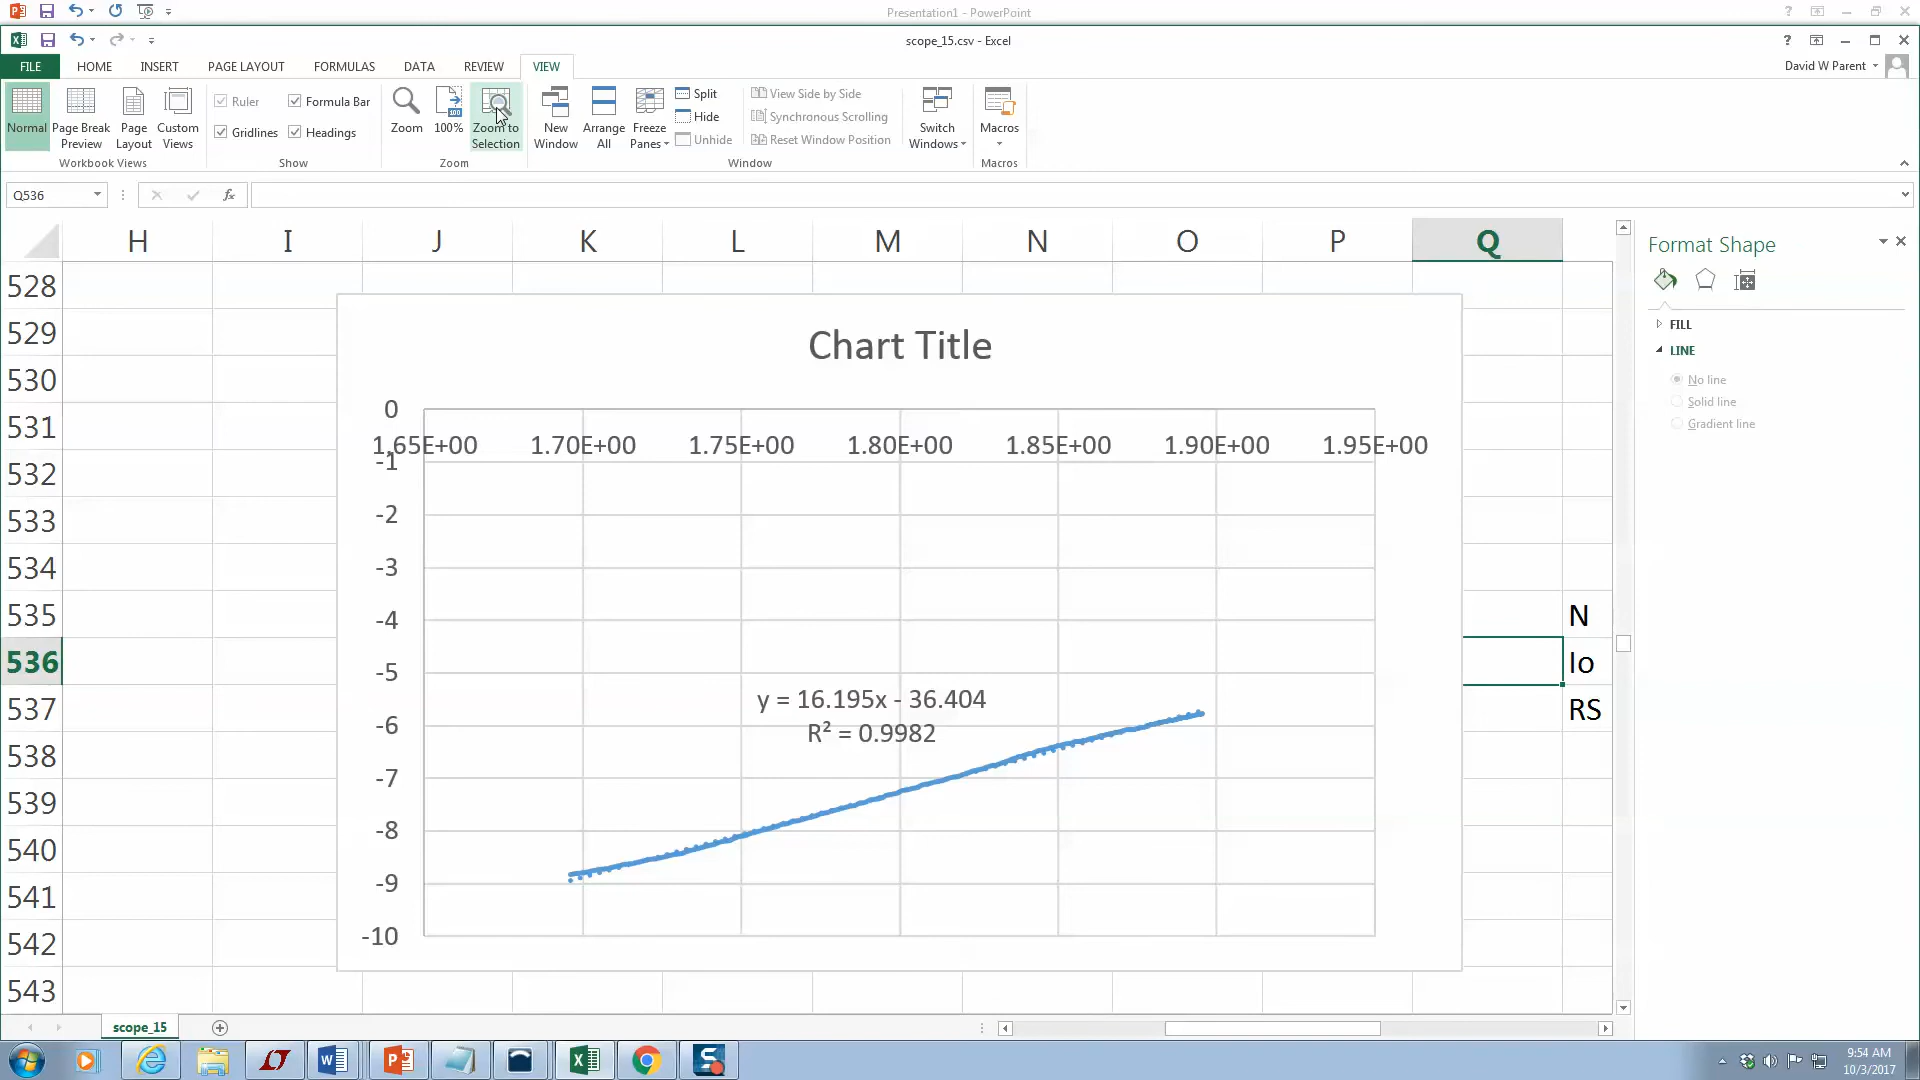 Presentation1 - PowerPoint
scope_15.csv - Excel
FILE HOME INSERT PAGE LAYOUT FORMULAS DATA REVIEW VIEW David W Parent
Normal
Page Break Preview
Page Layout
Custom Views
Workbook Views
Ruler
Formula Bar
Gridlines
Headings
Show
Zoom
100%
Zoom to Selection
Zoom
New Window
Arrange All
Freeze Panes
Split
Hide
Unhide
View Side by Side
Synchronous Scrolling
Reset Window Position
Window
Switch Windows
Macros
Macros
Q536
fx
H I J K L M N O P Q
528
529
530
531
532
533
534
535
536
537
538
539
540
541
542
543
Chart Title
0
1.65E+00 1.70E+00 1.75E+00 1.80E+00 1.85E+00 1.90E+00 1.95E+00
-1
-2
-3
-4
-5
-6
-7
-8
-9
-10
y = 16.195x - 36.404
R² = 0.9982
N
Io
RS
Format Shape
FILL
LINE
No line
Solid line
Gradient line
scope_15
9:54 AM
10/3/2017